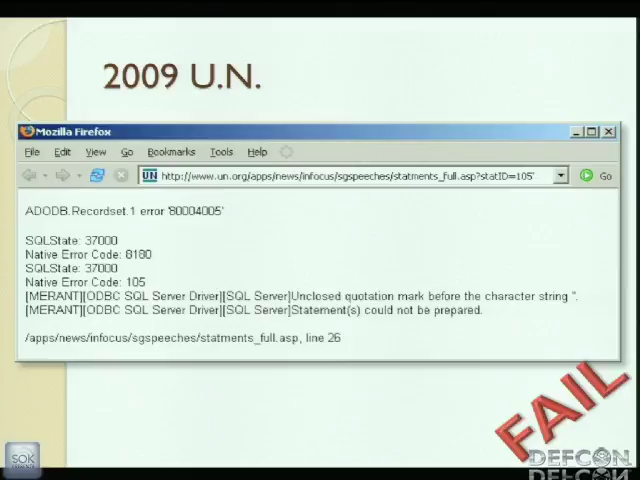 2009 U.N.
Mozilla Firefox
File Edit View Go Bookmarks Tools Help
UN http://www.un.org/apps/news/infocus/sgspeeches/statments_full.asp?statID=105' Go
ADODB.Recordset.1 error '80004005'
SQLState: 37000
Native Error Code: 8180
SQLState: 37000
Native Error Code: 105
[MERANT][ODBC SQL Server Driver][SQL Server]Unclosed quotation mark before the character string ''.
[MERANT][ODBC SQL Server Driver][SQL Server]Statement(s) could not be prepared.
/apps/news/infocus/sgspeeches/statments_full.asp, line 26
FAIL
SOK
DEFCON